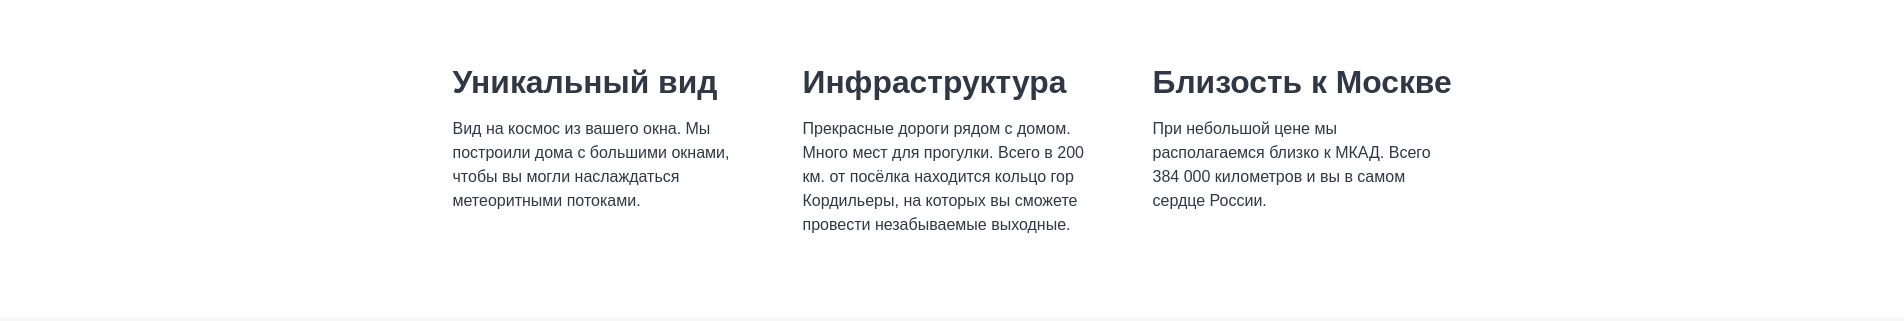 Уникальный вид
Вид на космос из вашего окна. Мы
построили дома с большими окнами,
чтобы вы могли наслаждаться
метеоритными потоками.
Инфраструктура
Прекрасные дороги рядом с домом.
Много мест для прогулки. Всего в 200
км. от посёлка находится кольцо гор
Кордильеры, на которых вы сможете
провести незабываемые выходные.
Близость к Москве
При небольшой цене мы
располагаемся близко к МКАД. Всего
384 000 километров и вы в самом
сердце России.